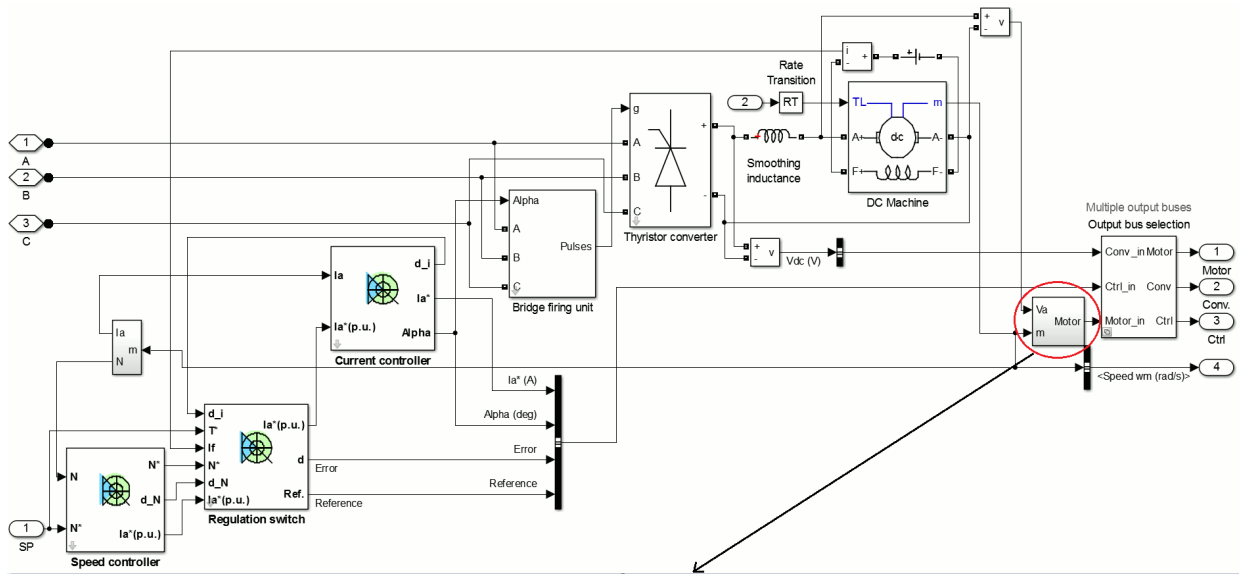 +
-
v
i
+
-
+
Rate
Transition
2
RT
TL
m
A+
dc
A-
F+
F-
DC Machine
Smoothing
inductance
g
A
B
C
+
-
Thyristor converter
1
A
2
B
3
C
Alpha
A
B
C
Pulses
Bridge firing unit
+
-
v
Vdc (V)
Multiple output buses
Output bus selection
Conv_in Motor
Ctrl_in Conv
Motor_in Ctrl
1
Motor
2
Conv.
3
Ctrl
4
<Speed wm (rad/s)>
Va
m
Motor
Ia
Ia*(p.u.)
d_i
Ia*
Alpha
Current controller
Ia
N
m
Ia* (A)
Alpha (deg)
Error
Reference
d_i
T*
If
N*
d_N
Ia*(p.u.)
Ia*(p.u.)
d
Ref.
Error
Reference
Regulation switch
N
N*
N*
d_N
Ia*(p.u.)
Speed controller
1
SP